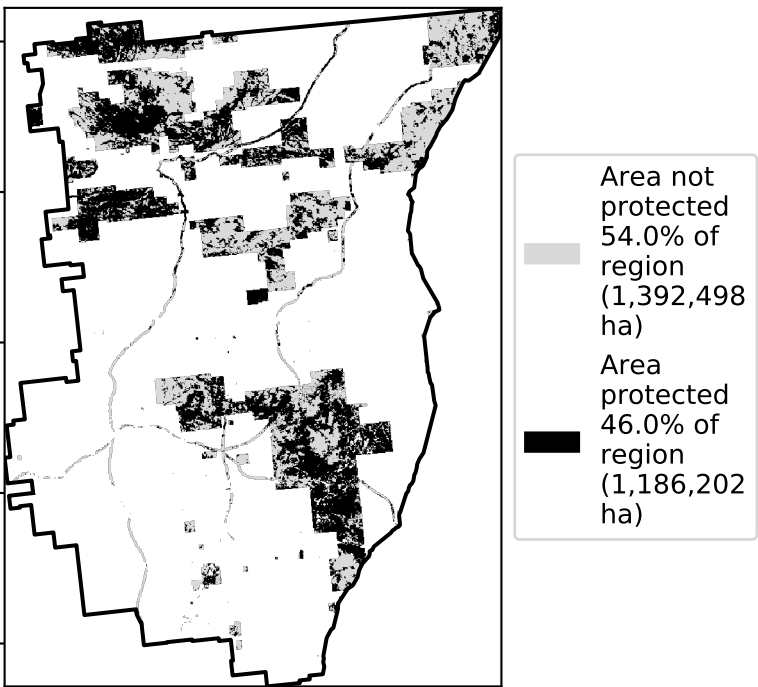 Area not
protected
54.0% of
region
(1,392,498
ha)
Area
protected
46.0% of
region
(1,186,202
ha)